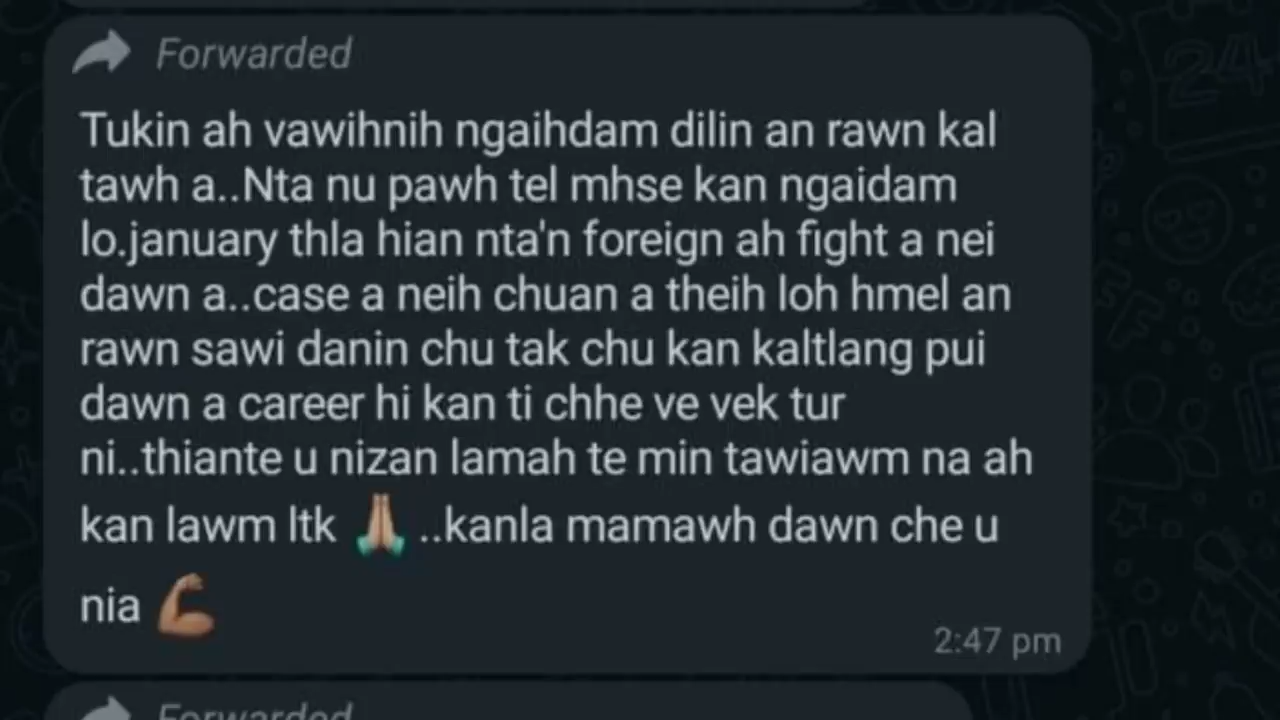 Forwarded
Tukin ah vawihnih ngaihdam dilin an rawn kal
tawh a..Nta nu pawh tel mhse kan ngaidam
lo.january thla hian nta'n foreign ah fight a nei
dawn a..case a neih chuan a theih loh hmel an
rawn sawi danin chu tak chu kan kaltlang pui
dawn a career hi kan ti chhe ve vek tur
ni..thiante u nizan lamah te min tawiawm na ah
kan lawm ltk 🙏🏽 ..kanla mamawh dawn che u
nia 💪🏽
2:47 pm
Forwarded